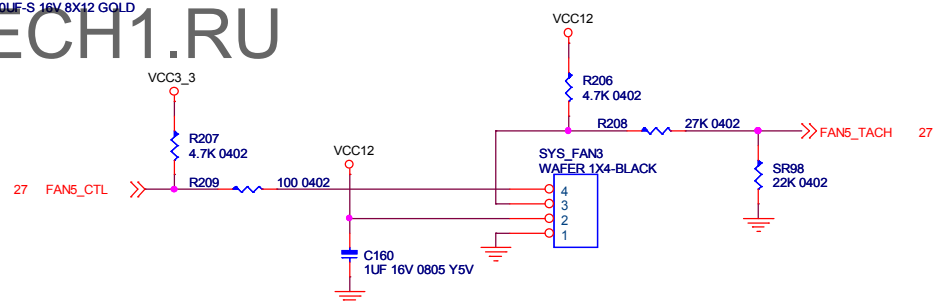 0UF-S 16V 8X12 GOLD
ECH1.RU
VCC12
VCC3_3
R206
4.7K 0402
R207
4.7K 0402
R208 27K 0402
FAN5_TACH 27
VCC12
SYS_FAN3
WAFER 1X4-BLACK
SR98
22K 0402
27 FAN5_CTL
R209 100 0402
4
3
2
1
C160
1UF 16V 0805 Y5V